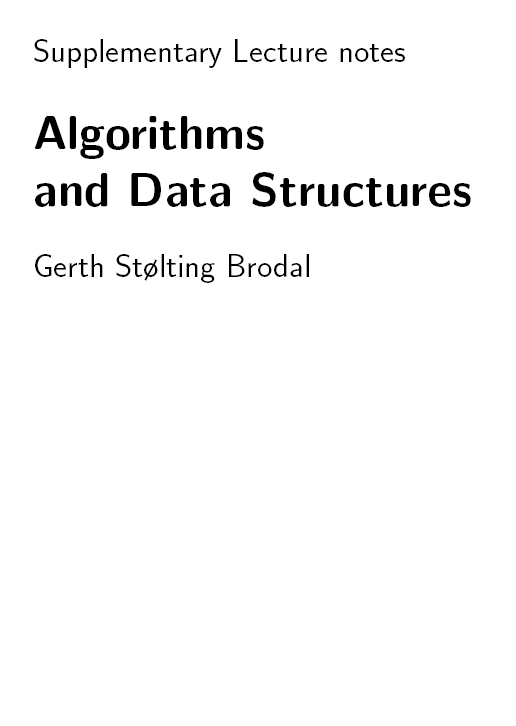 Supplementary Lecture notes
Algorithms
and Data Structures
Gerth Stølting Brodal